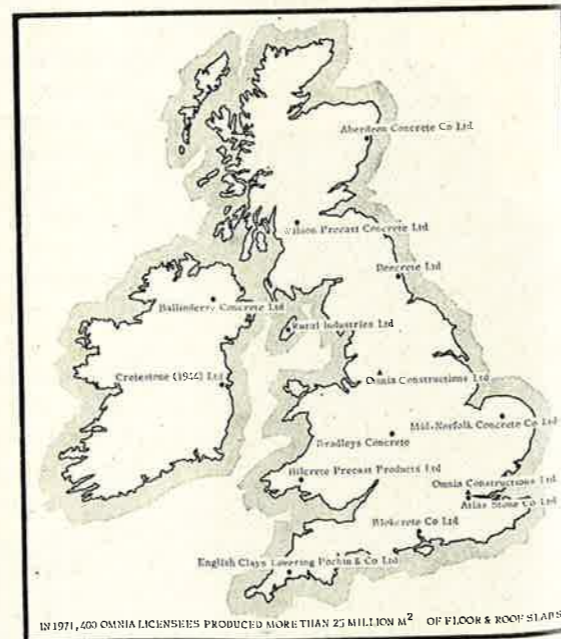 Aberdeen Concrete Co Ltd
Wilson Precast Concrete Ltd
Deecrete Ltd
Ballinderry Concrete Ltd
Rural Industries Ltd
Cretestone (1944) Ltd
Omnia Constructions Ltd
Mid-Norfolk Concrete Co Ltd
Bradleys Concrete
Hilcrete Precast Products Ltd
Omnia Constructions Ltd
Atlas Stone Co Ltd
Blokcrete Co Ltd
English Clays Lovering Pochin & Co Ltd
IN 1971, 400 OMNIA LICENSEES PRODUCED MORE THAN 25 MILLION M² OF FLOOR & ROOF SLABS